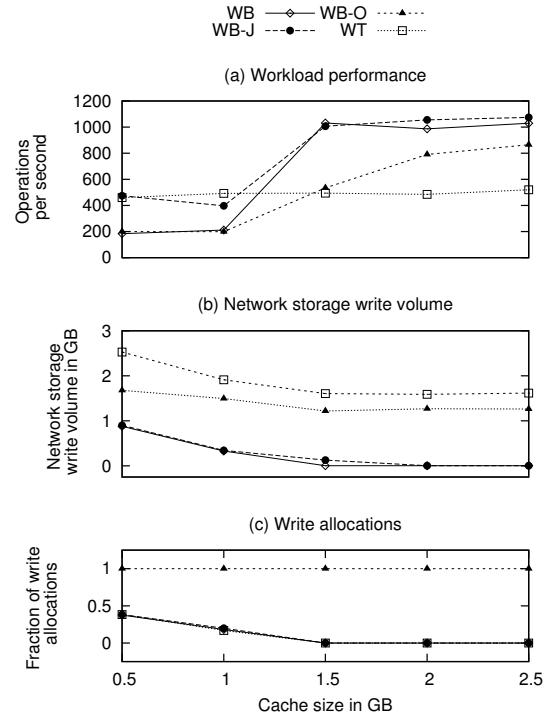 WB WB-O
WB-J WT
(a) Workload performance
Operations
per second
1200
1000
800
600
400
200
0
(b) Network storage write volume
Network storage
write volume in GB
3
2
1
0
(c) Write allocations
Fraction of write
allocations
1
0.5
0
0.5 1 1.5 2 2.5
Cache size in GB